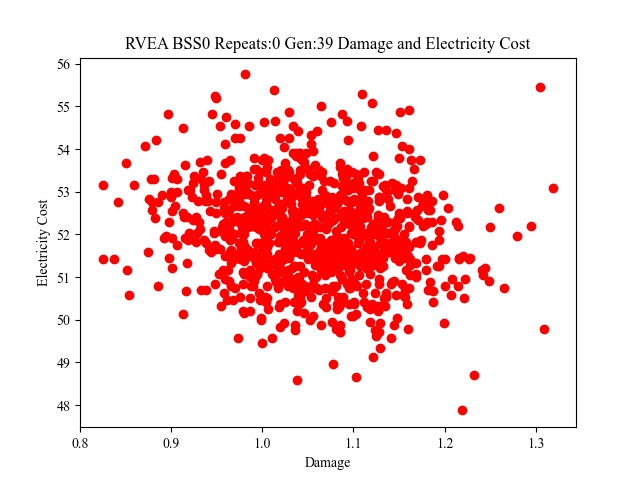 RVEA BSS0 Repeats:0 Gen:39 Damage and Electricity Cost
56
55
54
53
52
51
50
49
48
Electricity Cost
0.8 0.9 1.0 1.1 1.2 1.3
Damage